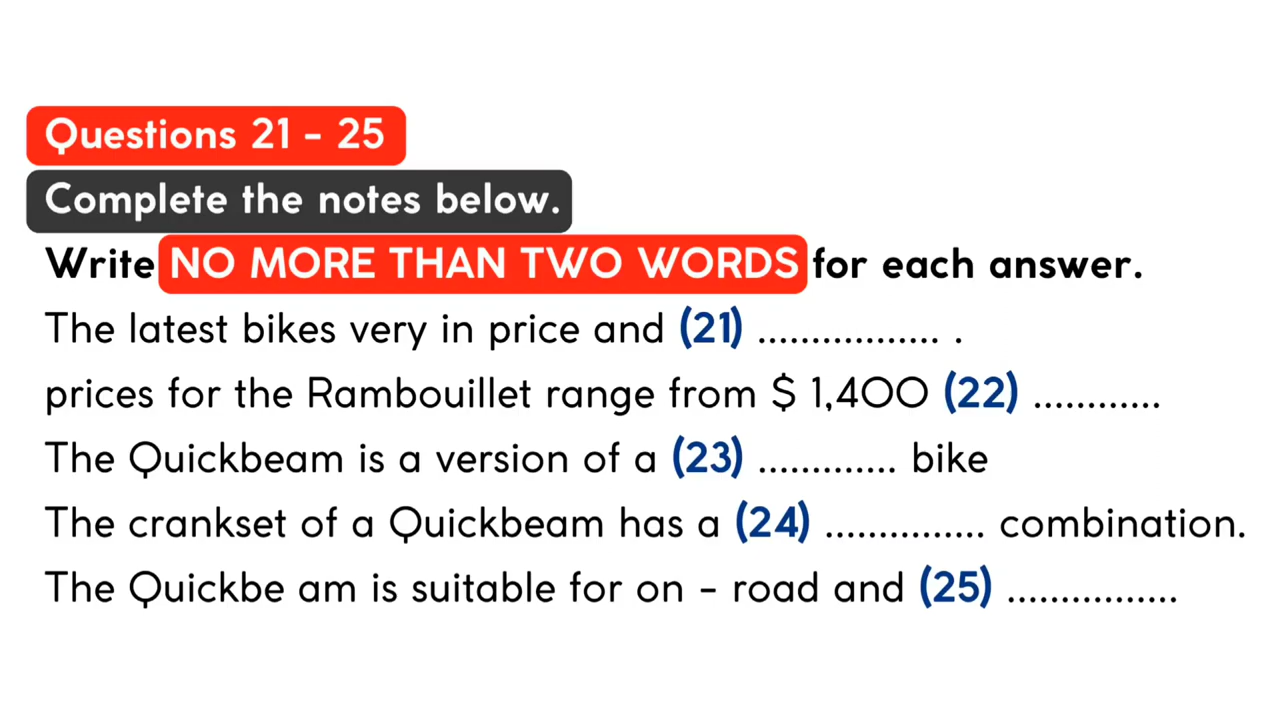 Questions 21 - 25
Complete the notes below.
Write NO MORE THAN TWO WORDS for each answer.
The latest bikes very in price and (21) ................. .
prices for the Rambouillet range from $ 1,400 (22) ............
The Quickbeam is a version of a (23) ............. bike
The crankset of a Quickbeam has a (24) ............... combination.
The Quickbe am is suitable for on - road and (25) ................